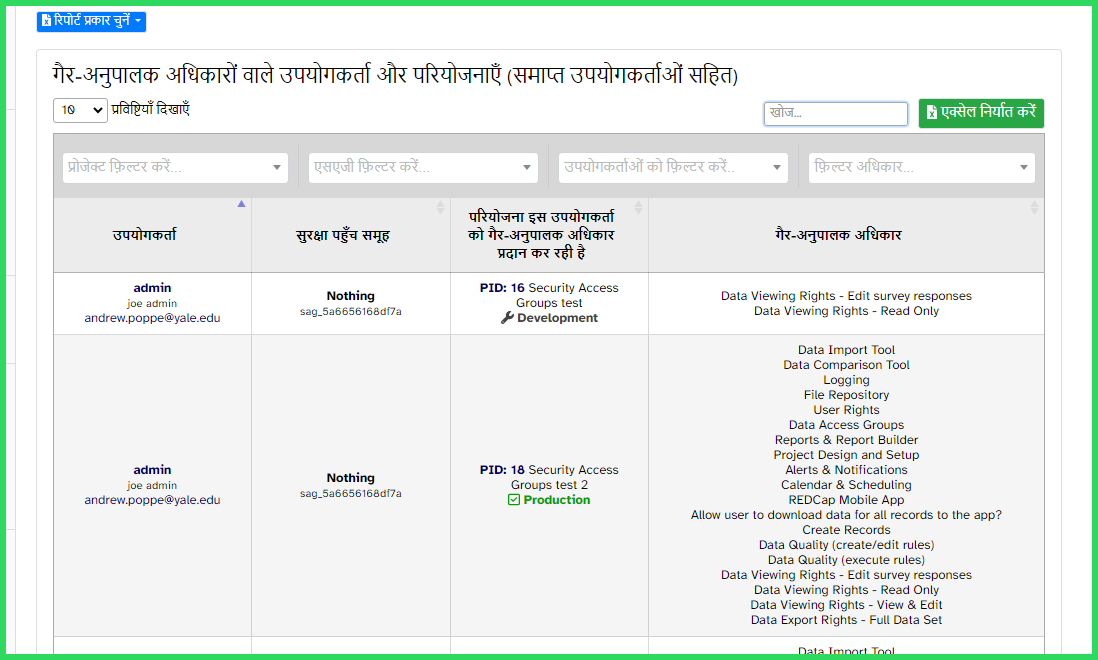 रिपोर्ट प्रकार चुनें
गैर-अनुपालक अधिकारों वाले उपयोगकर्ता और परियोजनाएँ (समाप्त उपयोगकर्ताओं सहित)
10 प्रविष्टियाँ दिखाएँ
खोज...
एक्सेल निर्यात करें
प्रोजेक्ट फ़िल्टर करें...
एसएजी फ़िल्टर करें...
उपयोगकर्ताओं को फ़िल्टर करें..
फ़िल्टर अधिकार...
उपयोगकर्ता
सुरक्षा पहुँच समूह
परियोजना इस उपयोगकर्ता
को गैर-अनुपालक अधिकार
प्रदान कर रही है
गैर-अनुपालक अधिकार
admin
joe admin
andrew.poppe@yale.edu
Nothing
sag_5a6656168df7a
PID: 16 Security Access
Groups test
Development
Data Viewing Rights - Edit survey responses
Data Viewing Rights - Read Only
admin
joe admin
andrew.poppe@yale.edu
Nothing
sag_5a6656168df7a
PID: 18 Security Access
Groups test 2
Production
Data Import Tool
Data Comparison Tool
Logging
File Repository
User Rights
Data Access Groups
Reports & Report Builder
Project Design and Setup
Alerts & Notifications
Calendar & Scheduling
REDCap Mobile App
Allow user to download data for all records to the app?
Create Records
Data Quality (create/edit rules)
Data Quality (execute rules)
Data Viewing Rights - Edit survey responses
Data Viewing Rights - Read Only
Data Viewing Rights - View & Edit
Data Export Rights - Full Data Set
Data Import Tool